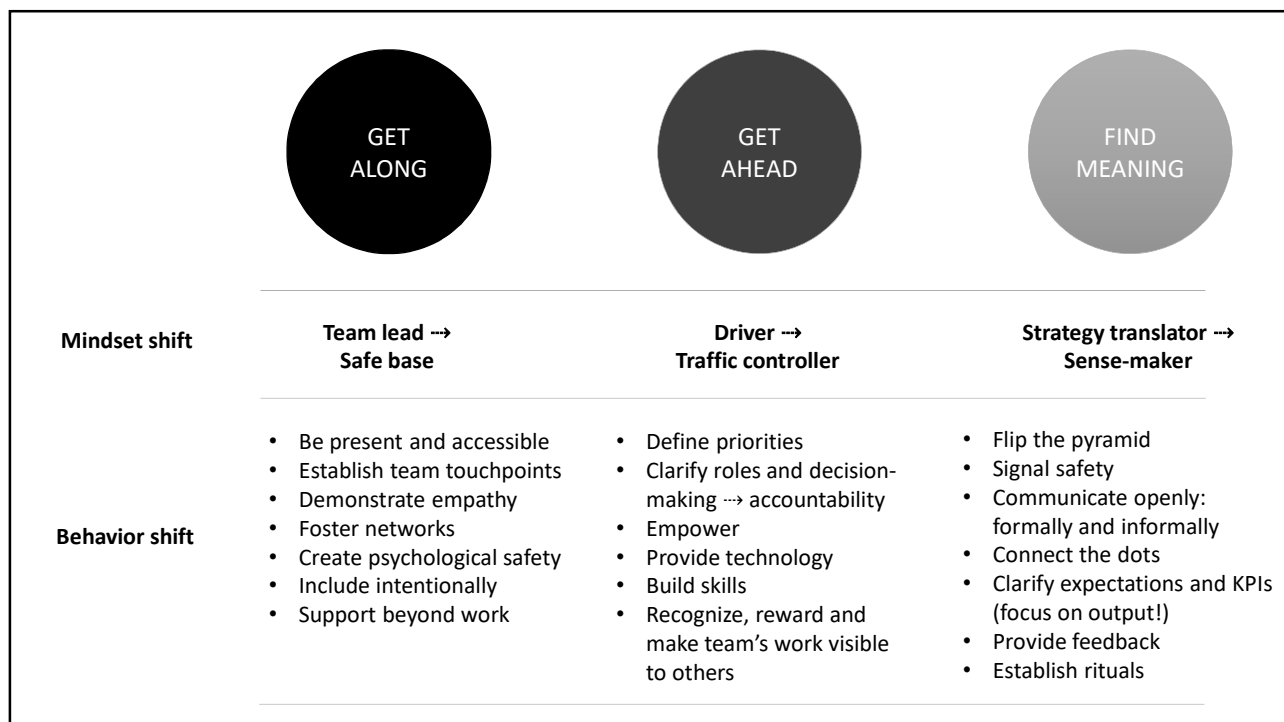 GET
ALONG
GET
AHEAD
FIND
MEANING
Mindset shift
Team lead ⤑
Safe base
Driver ⤑
Traffic controller
Strategy translator ⤑
Sense-maker
Behavior shift
• Be present and accessible
• Establish team touchpoints
• Demonstrate empathy
• Foster networks
• Create psychological safety
• Include intentionally
• Support beyond work
• Define priorities
• Clarify roles and decision-
making ⤑ accountability
• Empower
• Provide technology
• Build skills
• Recognize, reward and
make team’s work visible
to others
• Flip the pyramid
• Signal safety
• Communicate openly:
formally and informally
• Connect the dots
• Clarify expectations and KPIs
(focus on output!)
• Provide feedback
• Establish rituals